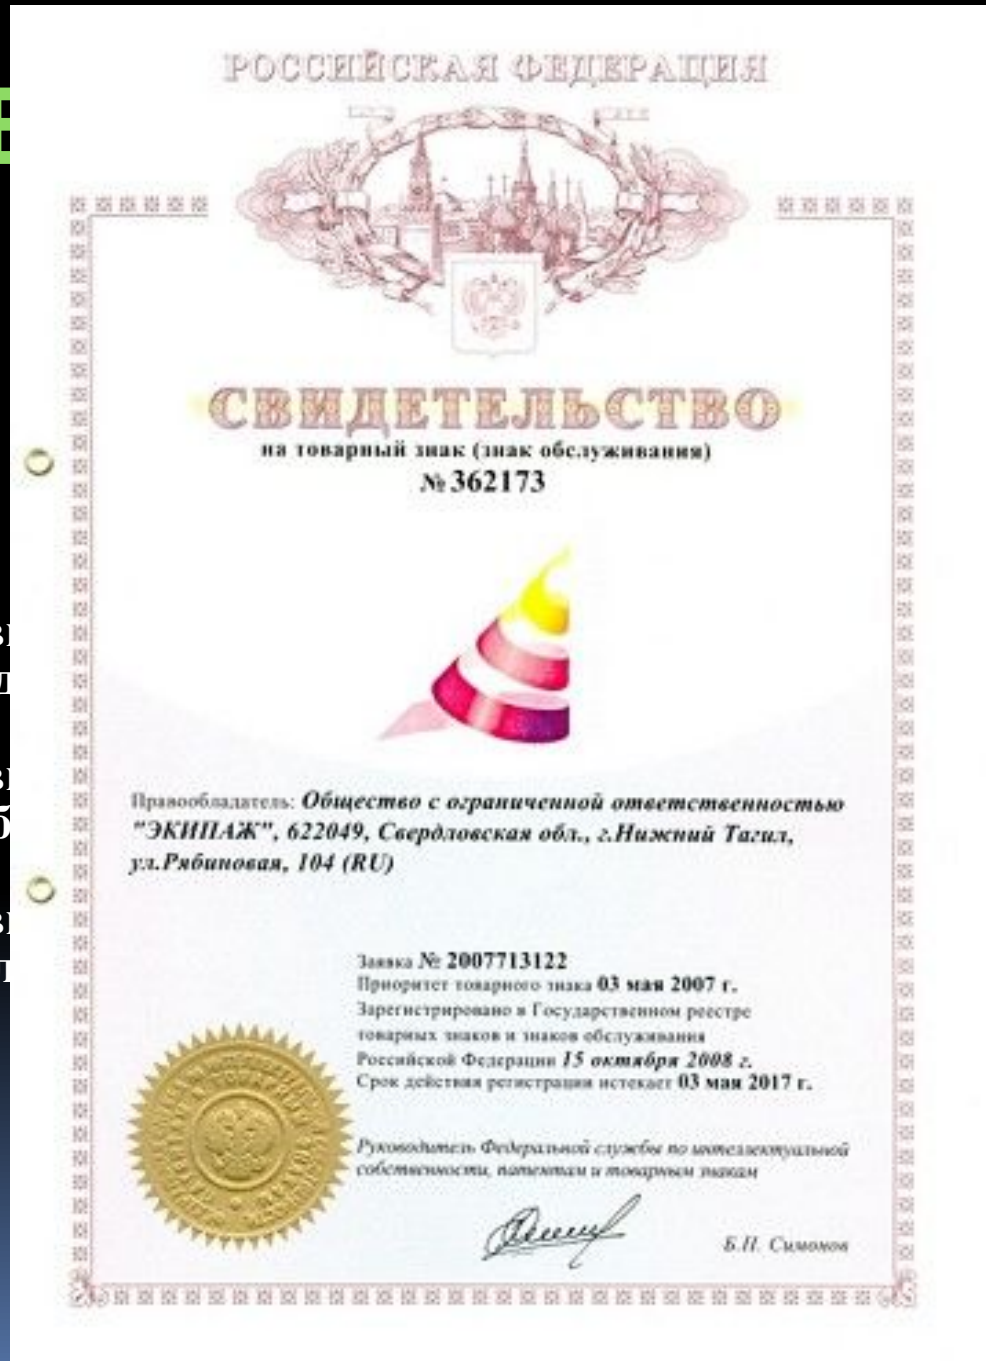 РОССИЙСКАЯ ФЕДЕРАЦИЯ
СВИДЕТЕЛЬСТВО
на товарный знак (знак обслуживания)
№ 362173
Правообладатель: Общество с ограниченной ответственностью
"ЭКИПАЖ", 622049, Свердловская обл., г.Нижний Тагил,
ул.Рябиновая, 104 (RU)
Заявка № 2007713122
Приоритет товарного знака 03 мая 2007 г.
Зарегистрировано в Государственном реестре
товарных знаков и знаков обслуживания
Российской Федерации 15 октября 2008 г.
Срок действия регистрации истекает 03 мая 2017 г.
Руководитель Федеральной службы по интеллектуальной
собственности, патентам и товарным знакам
Б.П. Симонов